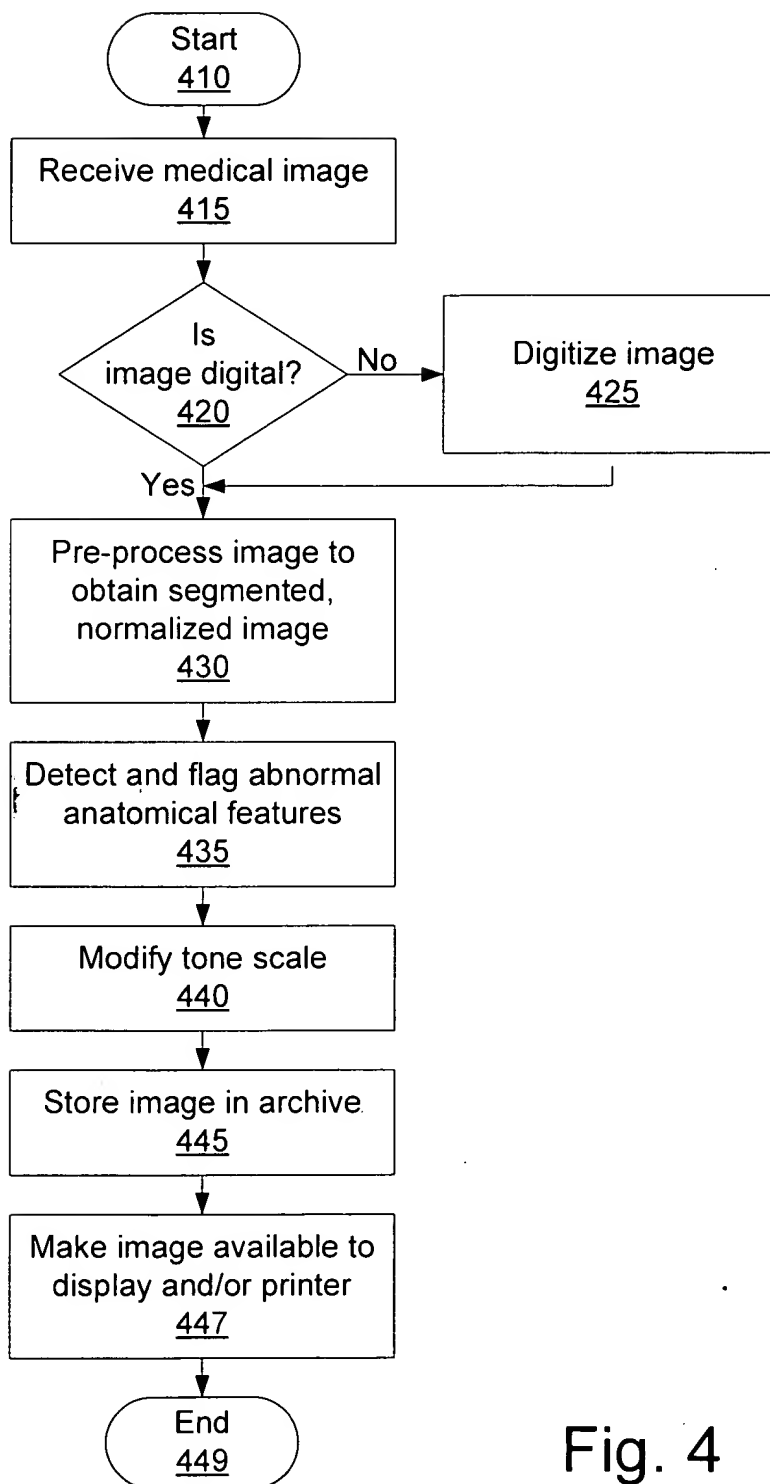 Start
410
Receive medical image
415
Is
image digital?
420
No
Digitize image
425
Yes
Pre-process image to
obtain segmented,
normalized image
430
Detect and flag abnormal
anatomical features
435
Modify tone scale
440
Store image in archive
445
Make image available to
display and/or printer
447
End
449
Fig. 4